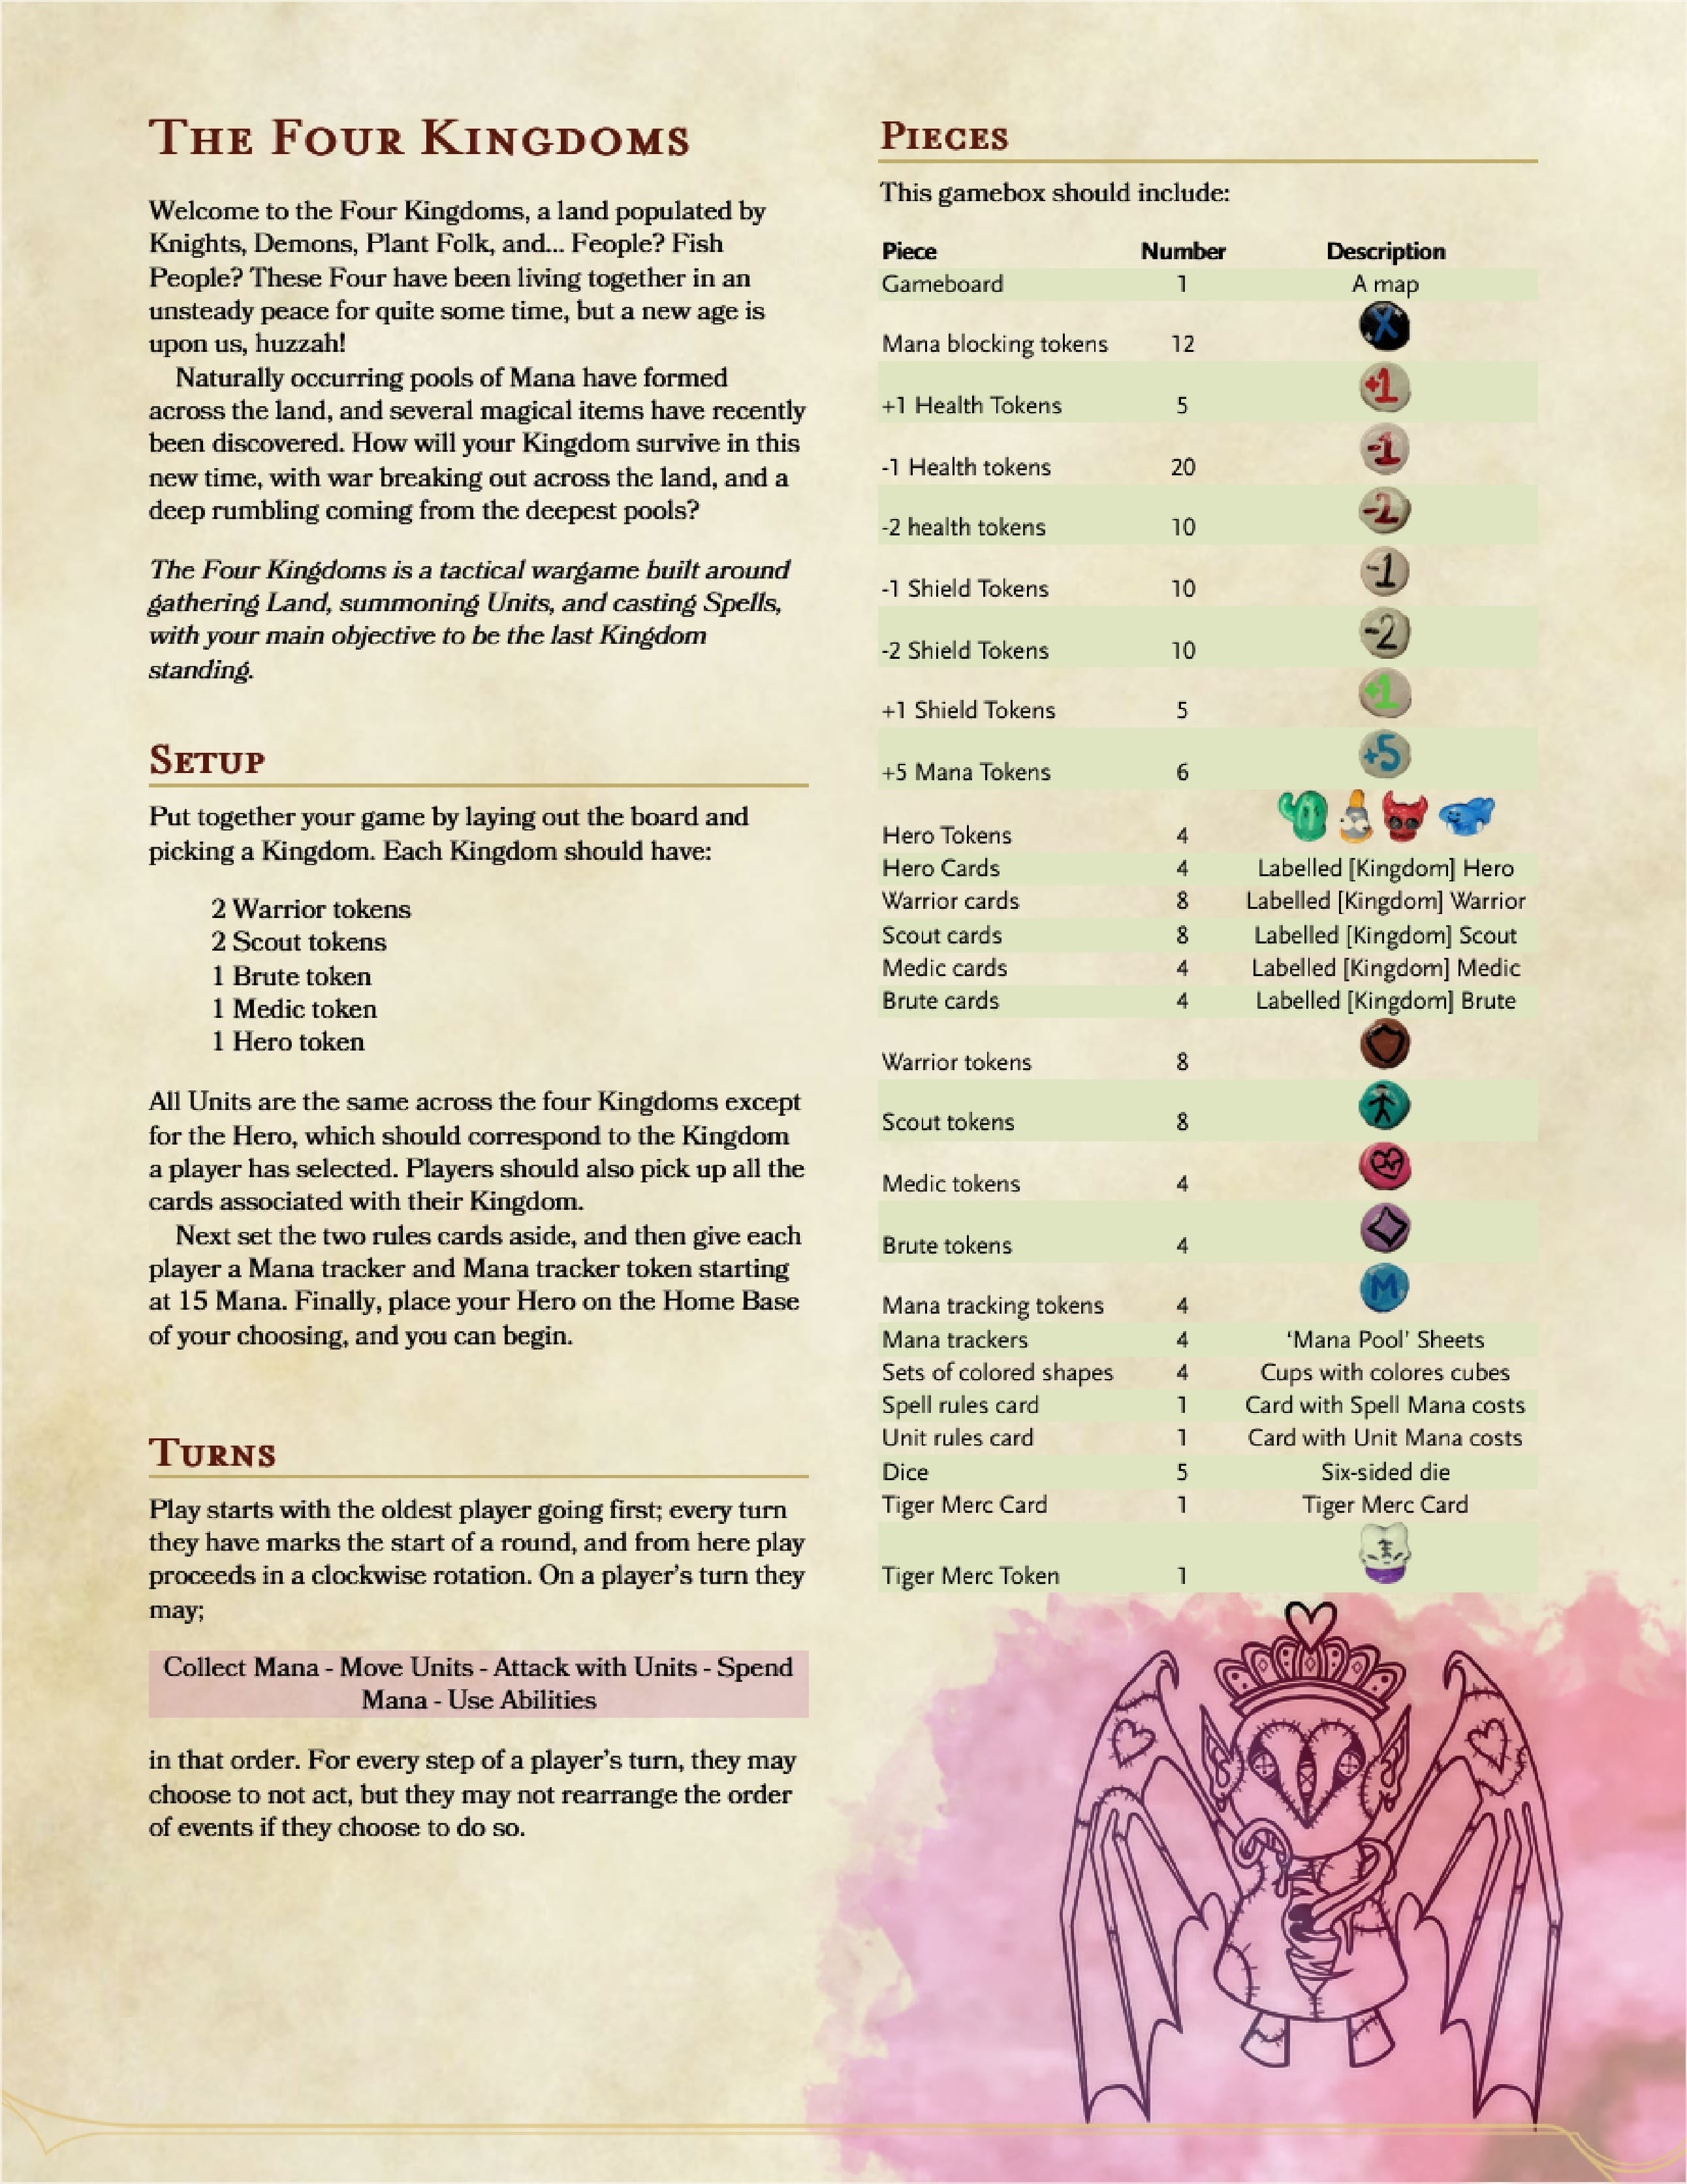 The Four Kingdoms
Welcome to the Four Kingdoms, a land populated by
Knights, Demons, Plant Folk, and... Feople? Fish
People? These Four have been living together in an
unsteady peace for quite some time, but a new age is
upon us, huzzah!
Naturally occurring pools of Mana have formed
across the land, and several magical items have recently
been discovered. How will your Kingdom survive in this
new time, with war breaking out across the land, and a
deep rumbling coming from the deepest pools?
The Four Kingdoms is a tactical wargame built around
gathering Land, summoning Units, and casting Spells,
with your main objective to be the last Kingdom
standing.
Setup
Put together your game by laying out the board and
picking a Kingdom. Each Kingdom should have:
2 Warrior tokens
2 Scout tokens
1 Brute token
1 Medic token
1 Hero token
All Units are the same across the four Kingdoms except
for the Hero, which should correspond to the Kingdom
a player has selected. Players should also pick up all the
cards associated with their Kingdom.
Next set the two rules cards aside, and then give each
player a Mana tracker and Mana tracker token starting
at 15 Mana. Finally, place your Hero on the Home Base
of your choosing, and you can begin.
Turns
Play starts with the oldest player going first; every turn
they have marks the start of a round, and from here play
proceeds in a clockwise rotation. On a player's turn they
may;
Collect Mana - Move Units - Attack with Units - Spend
Mana - Use Abilities
in that order. For every step of a player's turn, they may
choose to not act, but they may not rearrange the order
of events if they choose to do so.
Pieces
This gamebox should include:
Piece Number Description
Gameboard 1 A map
Mana blocking tokens 12 X
+1 Health Tokens 5 +1
-1 Health tokens 20 -1
-2 health tokens 10 -2
-1 Shield Tokens 10 -1
-2 Shield Tokens 10 -2
+1 Shield Tokens 5 +1
+5 Mana Tokens 6 +5
Hero Tokens 4
Hero Cards 4 Labelled [Kingdom] Hero
Warrior cards 8 Labelled [Kingdom] Warrior
Scout cards 8 Labelled [Kingdom] Scout
Medic cards 4 Labelled [Kingdom] Medic
Brute cards 4 Labelled [Kingdom] Brute
Warrior tokens 8
Scout tokens 8
Medic tokens 4
Brute tokens 4
Mana tracking tokens 4 M
Mana trackers 4 'Mana Pool' Sheets
Sets of colored shapes 4 Cups with colores cubes
Spell rules card 1 Card with Spell Mana costs
Unit rules card 1 Card with Unit Mana costs
Dice 5 Six-sided die
Tiger Merc Card 1 Tiger Merc Card
Tiger Merc Token 1